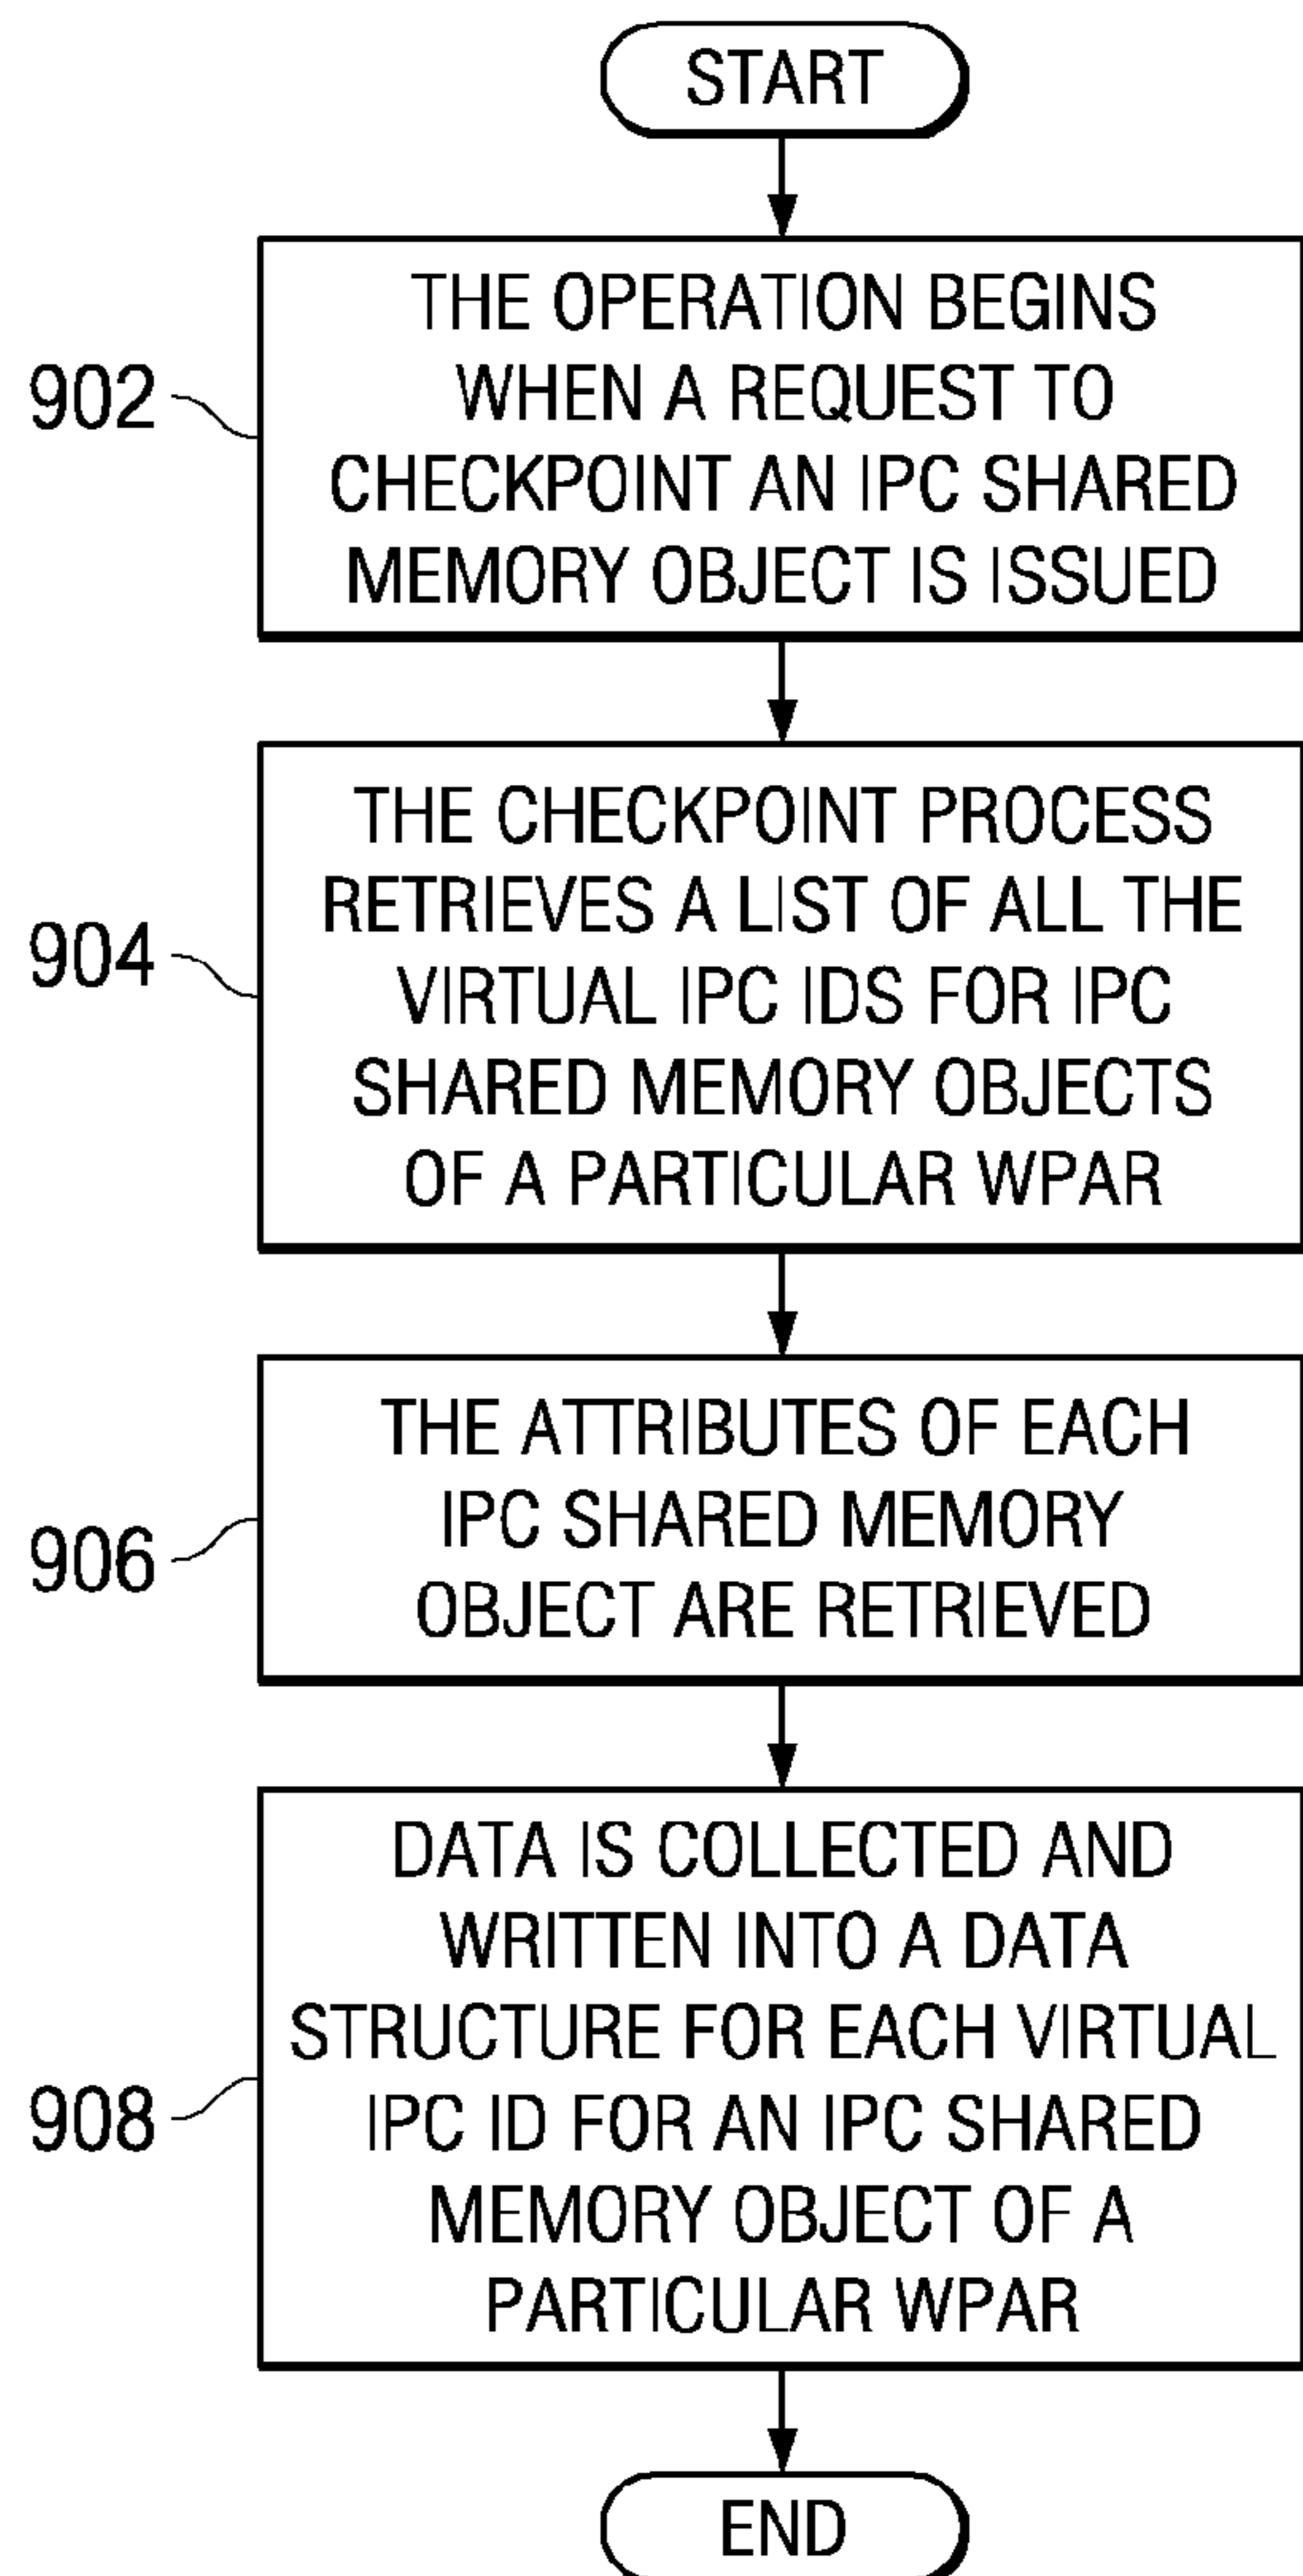 START
THE OPERATION BEGINS
WHEN A REQUEST TO
CHECKPOINT AN IPC SHARED
MEMORY OBJECT IS ISSUED
902
THE CHECKPOINT PROCESS
RETRIEVES A LIST OF ALL THE
VIRTUAL IPC IDS FOR IPC
SHARED MEMORY OBJECTS
OF A PARTICULAR WPAR
904
THE ATTRIBUTES OF EACH
IPC SHARED MEMORY
OBJECT ARE RETRIEVED
906
DATA IS COLLECTED AND
WRITTEN INTO A DATA
STRUCTURE FOR EACH VIRTUAL
IPC ID FOR AN IPC SHARED
MEMORY OBJECT OF A
PARTICULAR WPAR
908
END